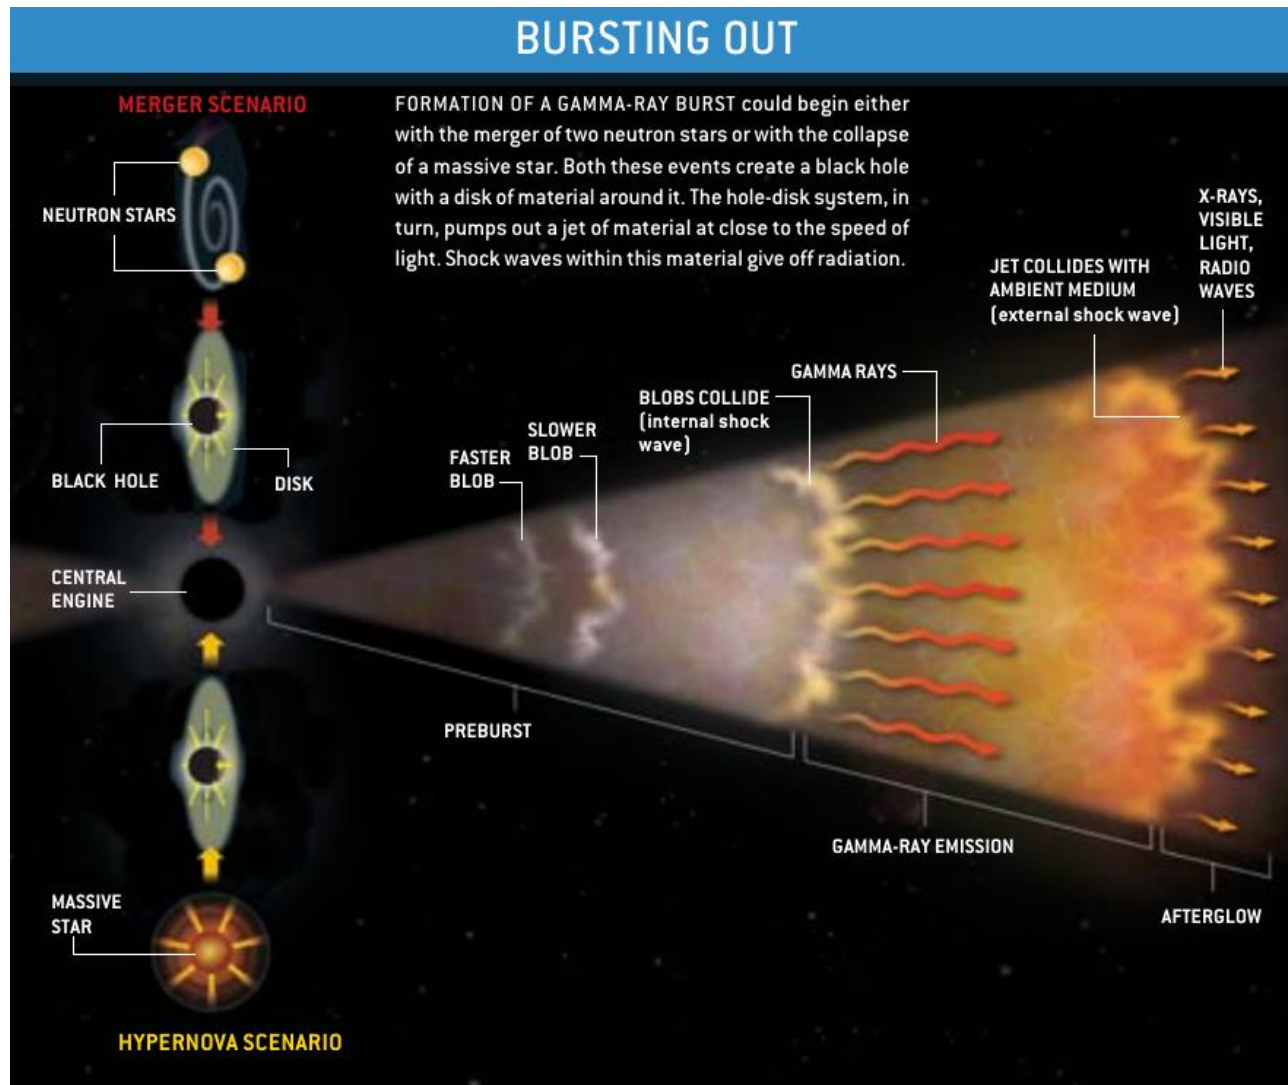 BURSTING OUT
MERGER SCENARIO
FORMATION OF A GAMMA-RAY BURST could begin either
with the merger of two neutron stars or with the collapse
of a massive star. Both these events create a black hole
with a disk of material around it. The hole-disk system, in
turn, pumps out a jet of material at close to the speed of
light. Shock waves within this material give off radiation.
NEUTRON STARS
BLACK HOLE
DISK
CENTRAL
ENGINE
MASSIVE
STAR
HYPERNOVA SCENARIO
FASTER
BLOB
SLOWER
BLOB
BLOBS COLLIDE
(internal shock
wave)
GAMMA RAYS
JET COLLIDES WITH
AMBIENT MEDIUM
(external shock wave)
X-RAYS,
VISIBLE
LIGHT,
RADIO
WAVES
PREBURST
GAMMA-RAY EMISSION
AFTERGLOW